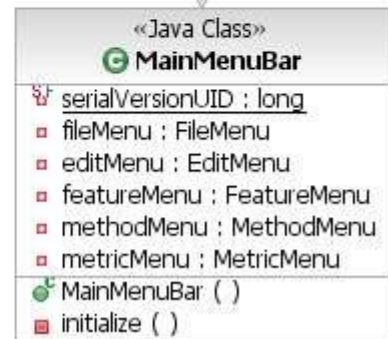 «Java Class»
MainMenuBar
serialVersionUID : long
fileMenu : FileMenu
editMenu : EditMenu
featureMenu : FeatureMenu
methodMenu : MethodMenu
metricMenu : MetricMenu
MainMenuBar ( )
initialize ( )